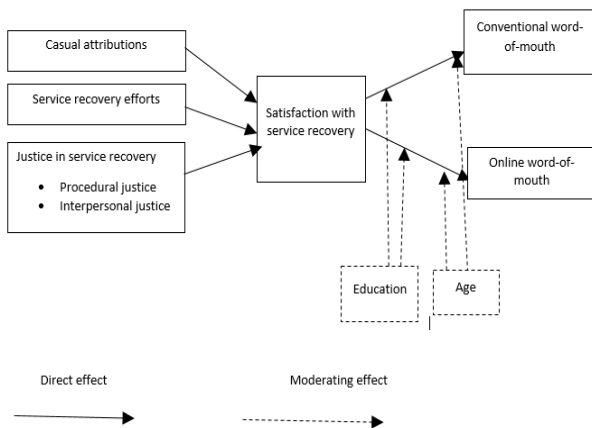 Casual attributions
Service recovery efforts
Justice in service recovery
• Procedural justice
• Interpersonal justice
Satisfaction with
service recovery
Conventional word-
of-mouth
Online word-of-
mouth
Education
Age
Direct effect
Moderating effect